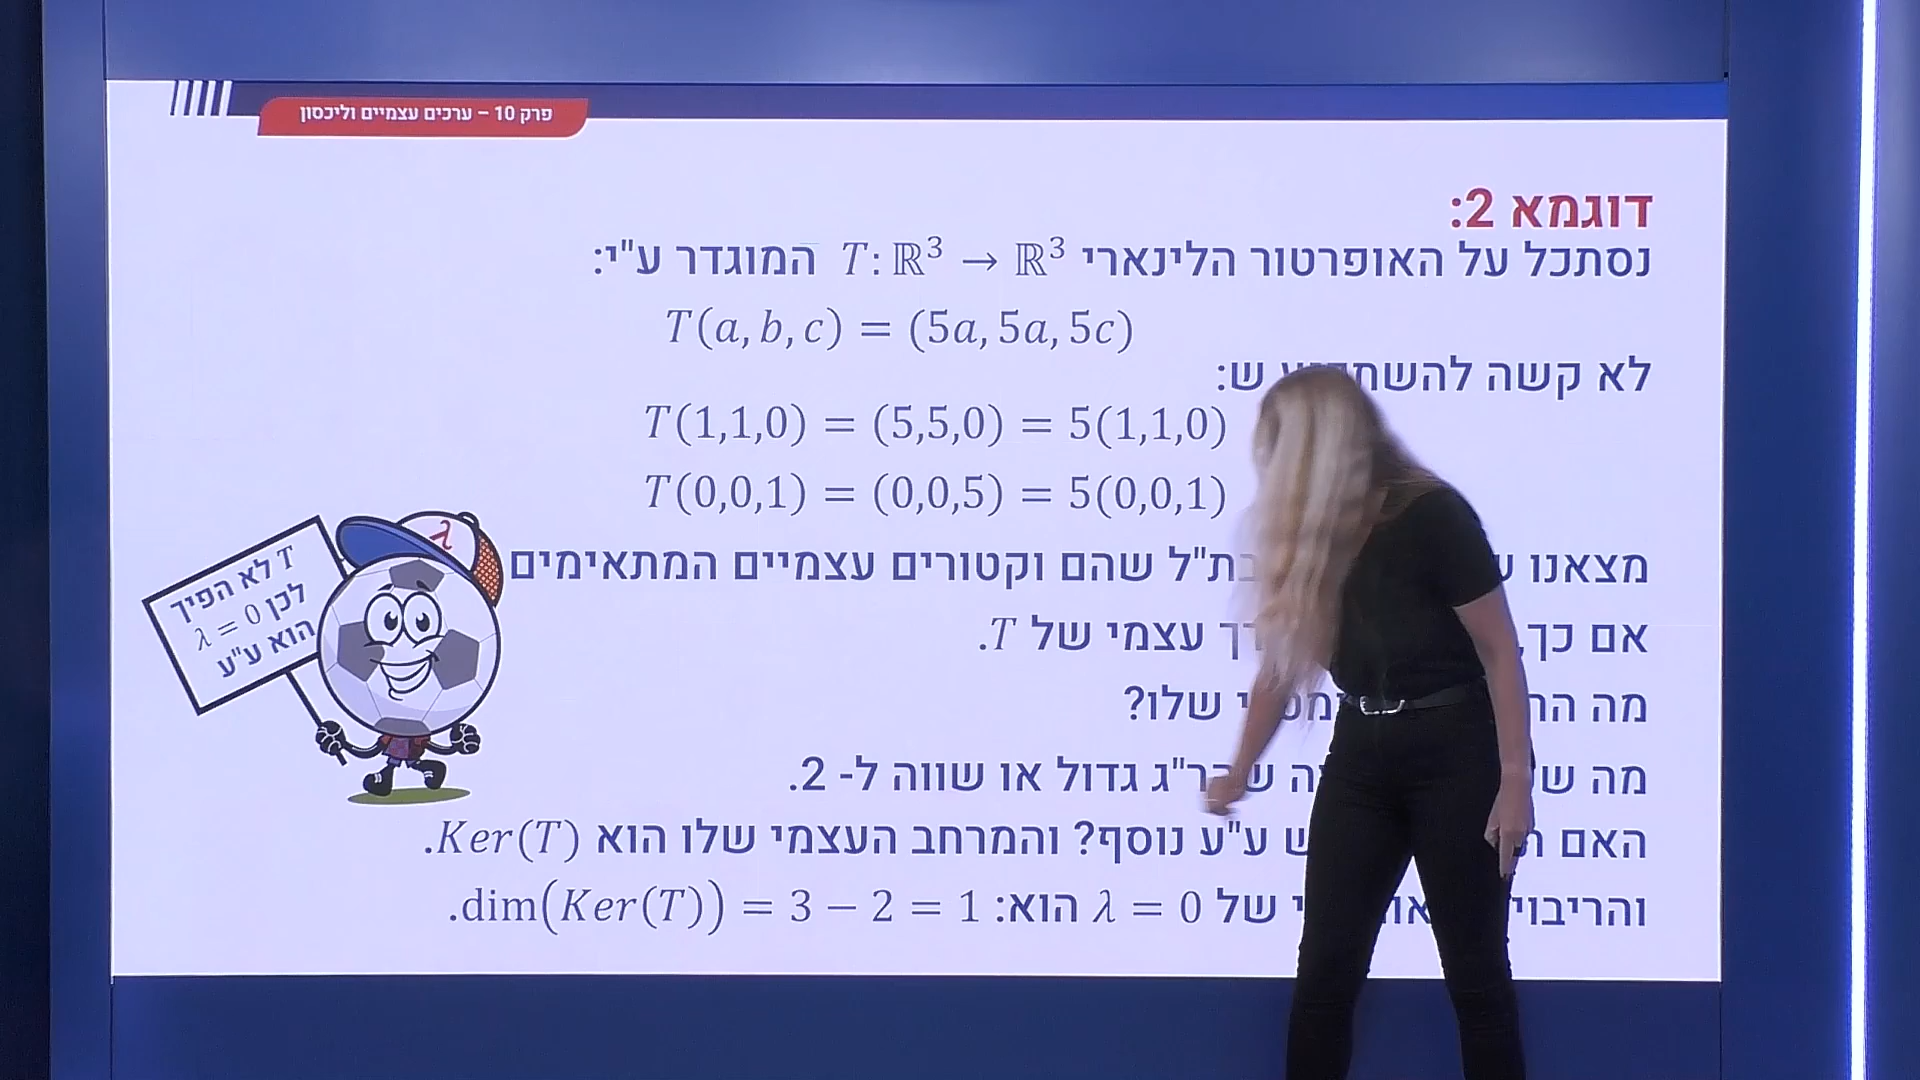 פרק 10 – ערכים עצמיים וליכסון
דוגמא 2:
נסתכל על האופרטור הלינארי T: ℝ³ → ℝ³ המוגדר ע"י:
T(a, b, c) = (5a, 5a, 5c)
לא קשה ש:
T(1,1,0) = (5,5,0) = 5(1,1,0)
T(0,0,1) = (0,0,5) = 5(0,0,1)
מצאנו בת"ל שהם וקטורים עצמיים המתאימים
אם כך, עצמי של T.
מה שלו?
מה שהר"ג גדול או שווה ל- 2.
האם ע"ע נוסף? והמרחב העצמי שלו הוא Ker(T).
של λ = 0 הוא: dim(Ker(T)) = 3 − 2 = 1.
T לא הפיך
לכן λ = 0
הוא ע"ע
λ